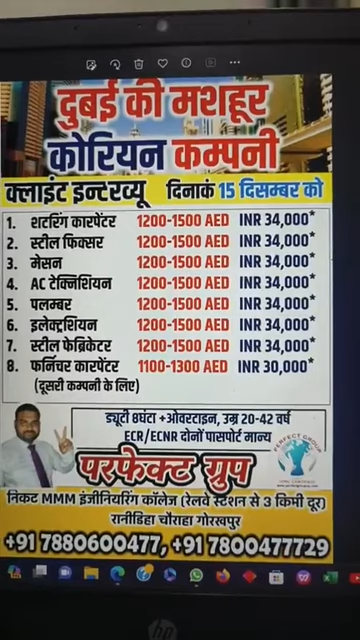 दुबई की मशहूर
कोरियन कम्पनी
क्लाइंट इन्टरव्यू दिनाकं 15 दिसम्बर को
1. शटरिंग कारपेंटर 1200-1500 AED INR 34,000*
2. स्टील फिक्सर 1200-1500 AED INR 34,000*
3. मेसन 1200-1500 AED INR 34,000*
4. AC टेक्निशियन 1200-1500 AED INR 34,000*
5. पलम्बर 1200-1500 AED INR 34,000*
6. इलेक्ट्रशियन 1200-1500 AED INR 34,000*
7. स्टील फेब्रिकेटर 1200-1500 AED INR 34,000*
8. फर्निचर कारपेंटर 1100-1300 AED INR 30,000*
(दूसरी कम्पनी के लिए)
ड्यूटी 8घंटा +ओवरटाइन, उम्र 20-42 वर्ष
ECR/ECNR दोनों पासपोर्ट मान्य
परफेक्ट ग्रुप
PERFECT GROUP
निकट MMM इंजीनियरिंग कॉलेज (रेलवे स्टेशन से 3 किमी दूर)
रानीडिहा चौराहा गोरखपुर
+91 7880600477, +91 7800477729
hp